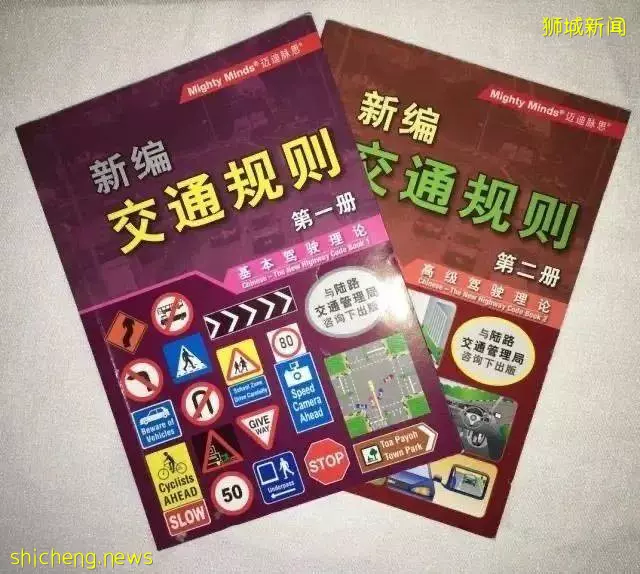 狮城新闻
Mighty Minds® 迈迪脉思®
新编
交通规则
第一册
基本驾驶理论
Chinese – The New Highway Code Book 1
与陆路
交通管理局
咨询下出版
80
School Zone
Drive Carefully
Speed
Camera
Ahead
Beware of
Vehicles
GIVE
WAY
Cyclists
AHEAD
SLOW
50
Underpass
STOP
Toa Payoh
Town Park
Mighty Minds® 迈迪脉思®
新编
交通规则
第二册
高级驾驶理论
Chinese – The New Highway Code Book 2
与陆路
交通管理局
咨询下出版
shicheng.news